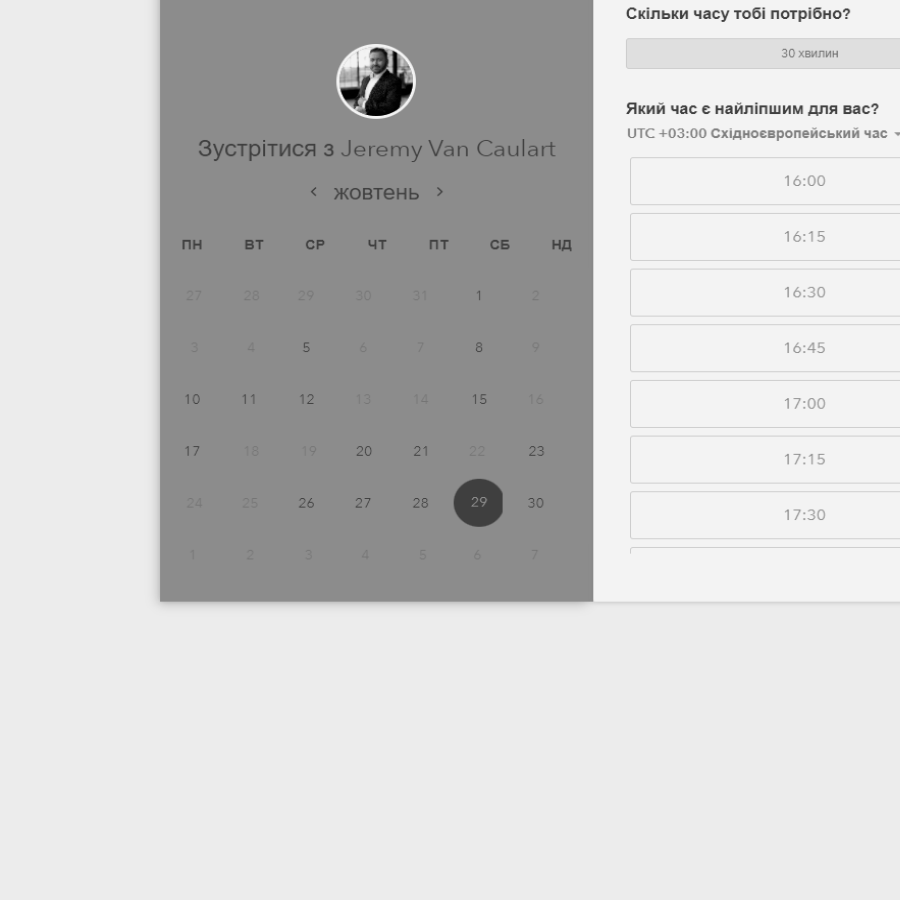 Зустрітися з Jeremy Van Caulart
‹ жовтень ›
ПН ВТ СР ЧТ ПТ СБ НД
27 28 29 30 31 1 2
3 4 5 6 7 8 9
10 11 12 13 14 15 16
17 18 19 20 21 22 23
24 25 26 27 28 29 30
1 2 3 4 5 6 7
Скільки часу тобі потрібно?
30 хвилин
Який час є найліпшим для вас?
UTC +03:00 Східноєвропейський час
16:00
16:15
16:30
16:45
17:00
17:15
17:30